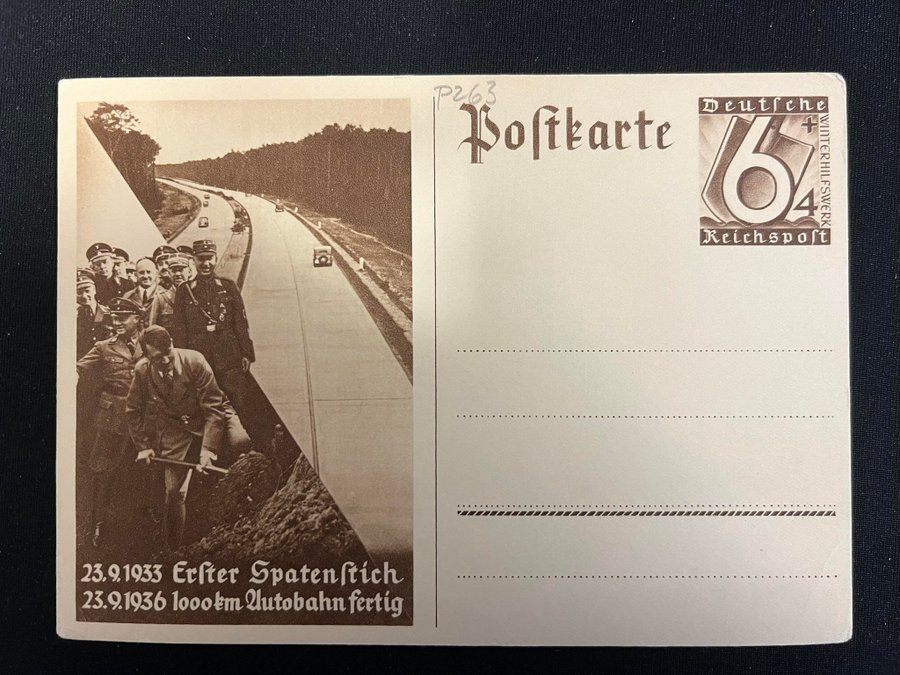 P263
Poſtkarte
Deutſche
6+4
WINTERHILFSWERK
Reichspoſt
23.9.1933 Erſter Spatenſtich
23.9.1936 1000km Autobahn fertig